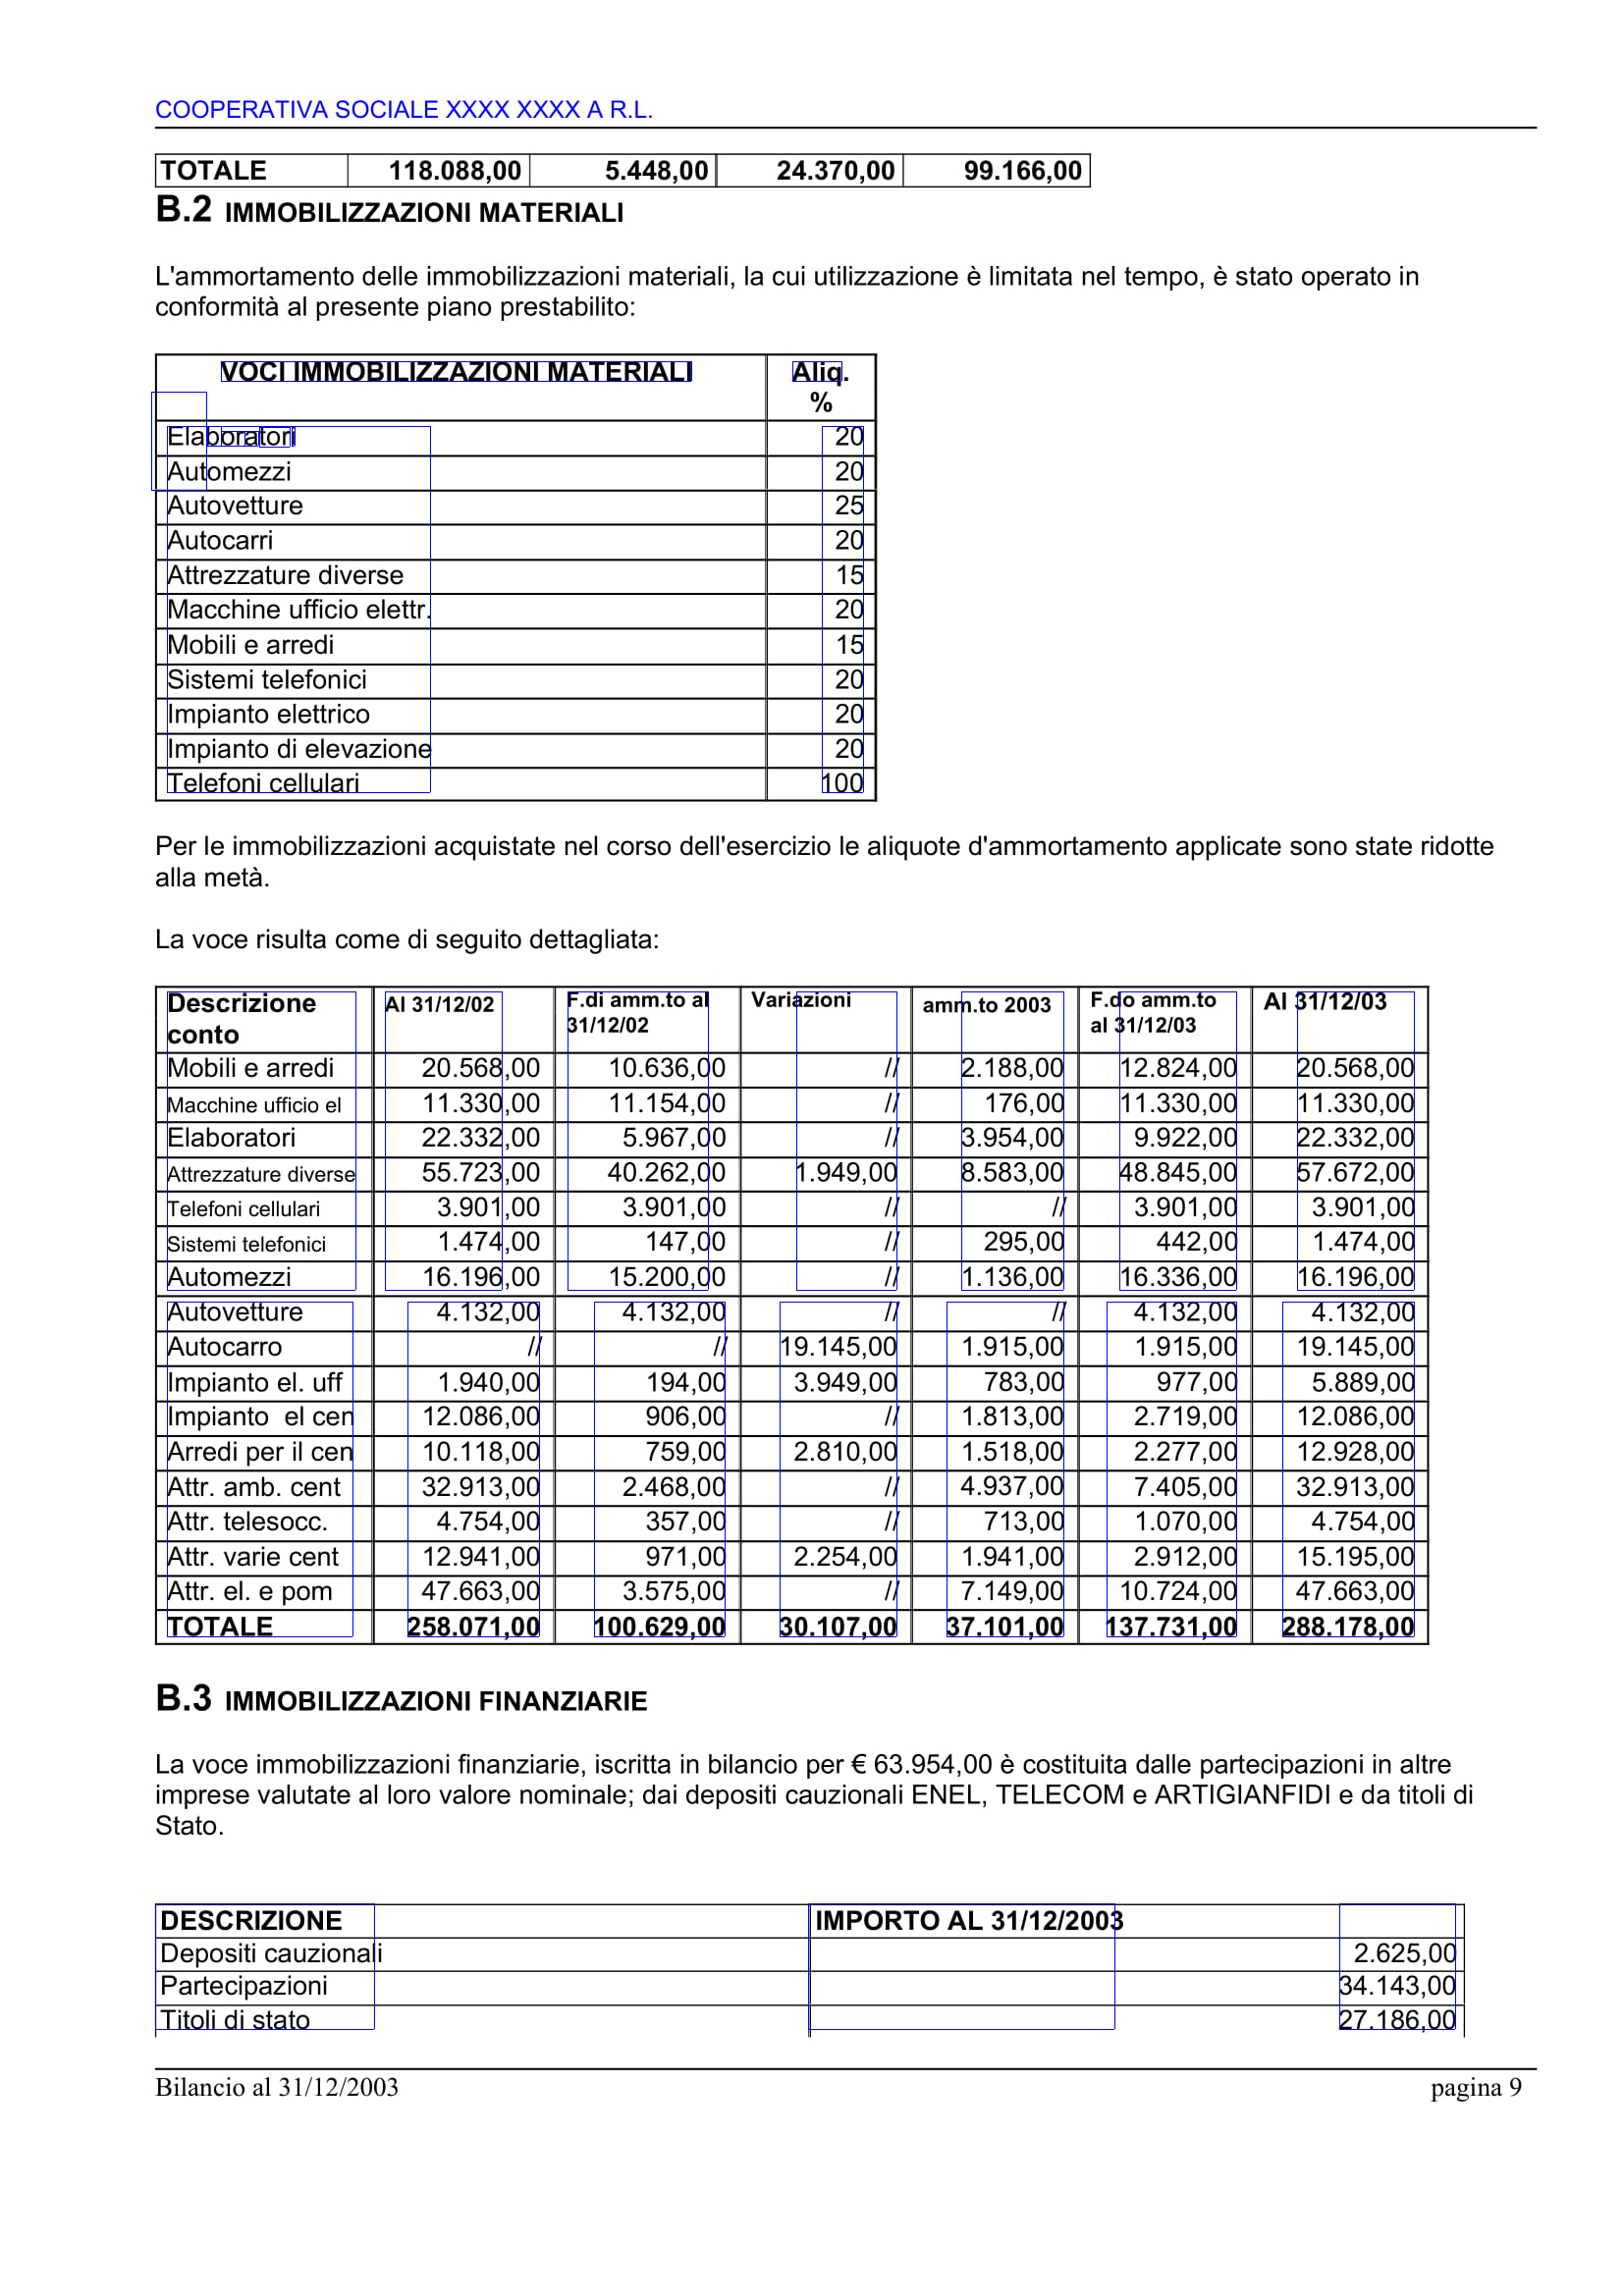 COOPERATIVA SOCIALE XXXX XXXX A R.L.
TOTALE 118.088,00 5.448,00 24.370,00 99.166,00
B.2 IMMOBILIZZAZIONI MATERIALI
L'ammortamento delle immobilizzazioni materiali, la cui utilizzazione è limitata nel tempo, è stato operato in
conformità al presente piano prestabilito:
VOCI IMMOBILIZZAZIONI MATERIALI Aliq.
%
Elaboratori 20
Automezzi 20
Autovetture 25
Autocarri 20
Attrezzature diverse 15
Macchine ufficio elettr. 20
Mobili e arredi 15
Sistemi telefonici 20
Impianto elettrico 20
Impianto di elevazione 20
Telefoni cellulari 100
Per le immobilizzazioni acquistate nel corso dell'esercizio le aliquote d'ammortamento applicate sono state ridotte
alla metà.
La voce risulta come di seguito dettagliata:
Descrizione Al 31/12/02 F.di amm.to al Variazioni amm.to 2003 F.do amm.to Al 31/12/03
conto 31/12/02 al 31/12/03
Mobili e arredi 20.568,00 10.636,00 // 2.188,00 12.824,00 20.568,00
Macchine ufficio el 11.330,00 11.154,00 // 176,00 11.330,00 11.330,00
Elaboratori 22.332,00 5.967,00 // 3.954,00 9.922,00 22.332,00
Attrezzature diverse 55.723,00 40.262,00 1.949,00 8.583,00 48.845,00 57.672,00
Telefoni cellulari 3.901,00 3.901,00 // // 3.901,00 3.901,00
Sistemi telefonici 1.474,00 147,00 // 295,00 442,00 1.474,00
Automezzi 16.196,00 15.200,00 // 1.136,00 16.336,00 16.196,00
Autovetture 4.132,00 4.132,00 // // 4.132,00 4.132,00
Autocarro // // 19.145,00 1.915,00 1.915,00 19.145,00
Impianto el. uff 1.940,00 194,00 3.949,00 783,00 977,00 5.889,00
Impianto el cen 12.086,00 906,00 // 1.813,00 2.719,00 12.086,00
Arredi per il cen 10.118,00 759,00 2.810,00 1.518,00 2.277,00 12.928,00
Attr. amb. cent 32.913,00 2.468,00 // 4.937,00 7.405,00 32.913,00
Attr. telesocc. 4.754,00 357,00 // 713,00 1.070,00 4.754,00
Attr. varie cent 12.941,00 971,00 2.254,00 1.941,00 2.912,00 15.195,00
Attr. el. e pom 47.663,00 3.575,00 // 7.149,00 10.724,00 47.663,00
TOTALE 258.071,00 100.629,00 30.107,00 37.101,00 137.731,00 288.178,00
B.3 IMMOBILIZZAZIONI FINANZIARIE
La voce immobilizzazioni finanziarie, iscritta in bilancio per € 63.954,00 è costituita dalle partecipazioni in altre
imprese valutate al loro valore nominale; dai depositi cauzionali ENEL, TELECOM e ARTIGIANFIDI e da titoli di
Stato.
DESCRIZIONE IMPORTO AL 31/12/2003
Depositi cauzionali 2.625,00
Partecipazioni 34.143,00
Titoli di stato 27.186,00
Bilancio al 31/12/2003 pagina 9